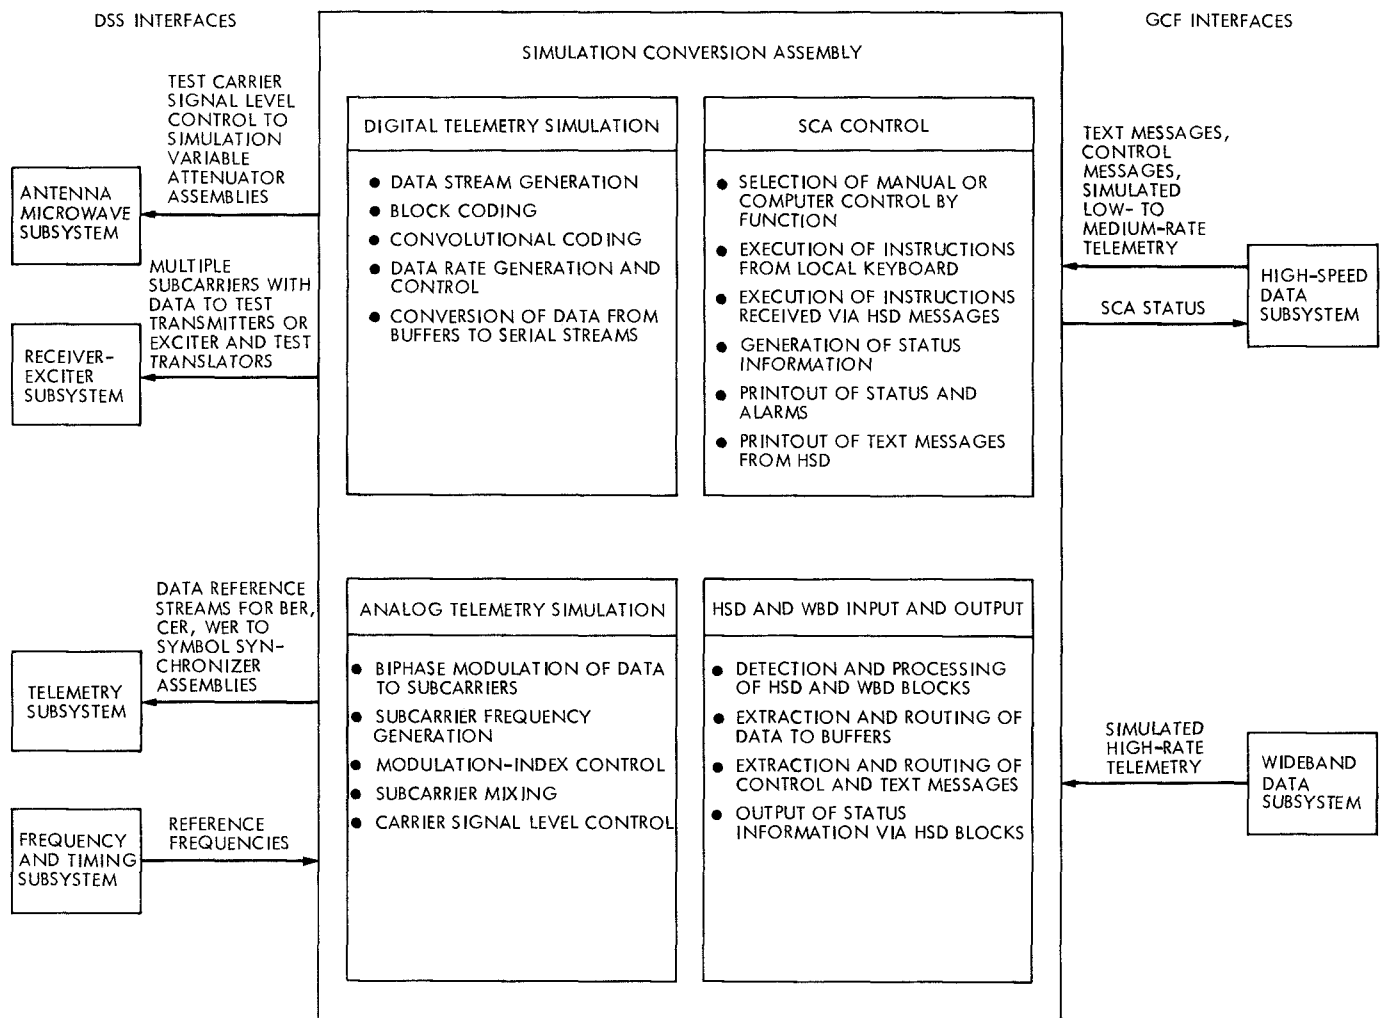 DSS INTERFACES
GCF INTERFACES
SIMULATION CONVERSION ASSEMBLY
TEST CARRIER
SIGNAL LEVEL
CONTROL TO
SIMULATION
VARIABLE
ATTENUATOR
ASSEMBLIES
ANTENNA
MICROWAVE
SUBSYSTEM
MULTIPLE
SUBCARRIERS WITH
DATA TO TEST
TRANSMITTERS OR
EXCITER AND TEST
TRANSLATORS
RECEIVER-
EXCITER
SUBSYSTEM
DIGITAL TELEMETRY SIMULATION
● DATA STREAM GENERATION
● BLOCK CODING
● CONVOLUTIONAL CODING
● DATA RATE GENERATION AND
CONTROL
● CONVERSION OF DATA FROM
BUFFERS TO SERIAL STREAMS
SCA CONTROL
● SELECTION OF MANUAL OR
COMPUTER CONTROL BY
FUNCTION
● EXECUTION OF INSTRUCTIONS
FROM LOCAL KEYBOARD
● EXECUTION OF INSTRUCTIONS
RECEIVED VIA HSD MESSAGES
● GENERATION OF STATUS
INFORMATION
● PRINTOUT OF STATUS AND
ALARMS
● PRINTOUT OF TEXT MESSAGES
FROM HSD
TEXT MESSAGES,
CONTROL
MESSAGES,
SIMULATED
LOW- TO
MEDIUM-RATE
TELEMETRY
SCA STATUS
HIGH-SPEED
DATA
SUBSYSTEM
DATA REFERENCE
STREAMS FOR BER,
CER, WER TO
SYMBOL SYN-
CHRONIZER
ASSEMBLIES
TELEMETRY
SUBSYSTEM
REFERENCE
FREQUENCIES
FREQUENCY
AND TIMING
SUBSYSTEM
ANALOG TELEMETRY SIMULATION
● BIPHASE MODULATION OF DATA
TO SUBCARRIERS
● SUBCARRIER FREQUENCY
GENERATION
● MODULATION-INDEX CONTROL
● SUBCARRIER MIXING
● CARRIER SIGNAL LEVEL CONTROL
HSD AND WBD INPUT AND OUTPUT
● DETECTION AND PROCESSING
OF HSD AND WBD BLOCKS
● EXTRACTION AND ROUTING OF
DATA TO BUFFERS
● EXTRACTION AND ROUTING OF
CONTROL AND TEXT MESSAGES
● OUTPUT OF STATUS
INFORMATION VIA HSD BLOCKS
SIMULATED
HIGH-RATE
TELEMETRY
WIDEBAND
DATA
SUBSYSTEM